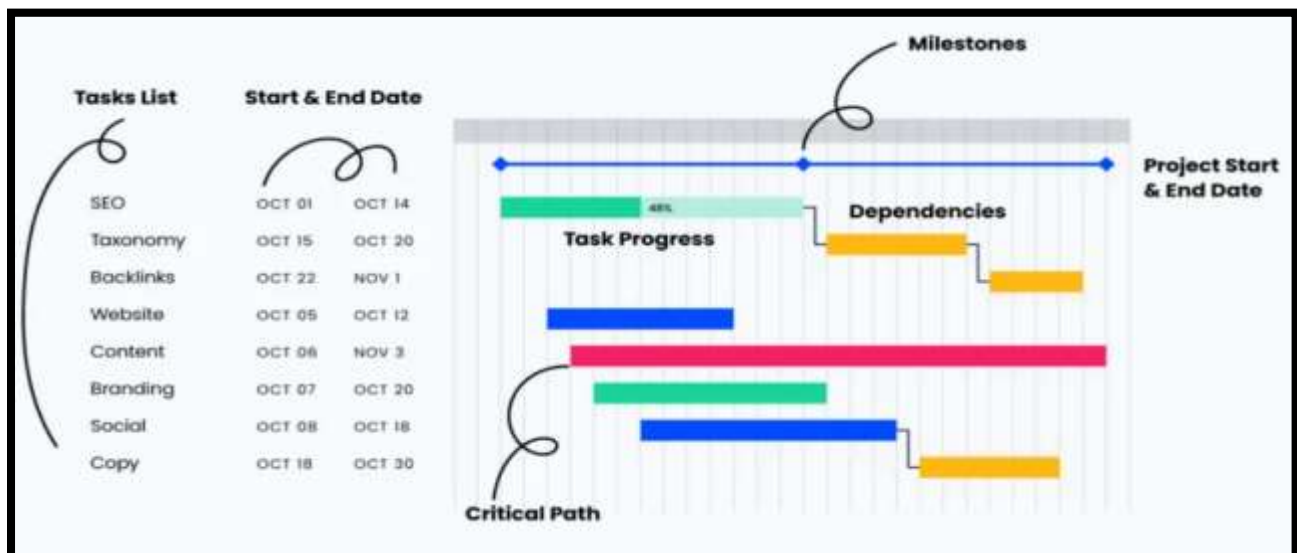 Milestones
Tasks List Start & End Date
Project Start
& End Date
SEO OCT 01 OCT 14 48% Dependencies
Taxonomy OCT 15 OCT 20 Task Progress
Backlinks OCT 22 NOV 1
Website OCT 05 OCT 12
Content OCT 06 NOV 3
Branding OCT 07 OCT 20
Social OCT 08 OCT 18
Copy OCT 18 OCT 30
Critical Path